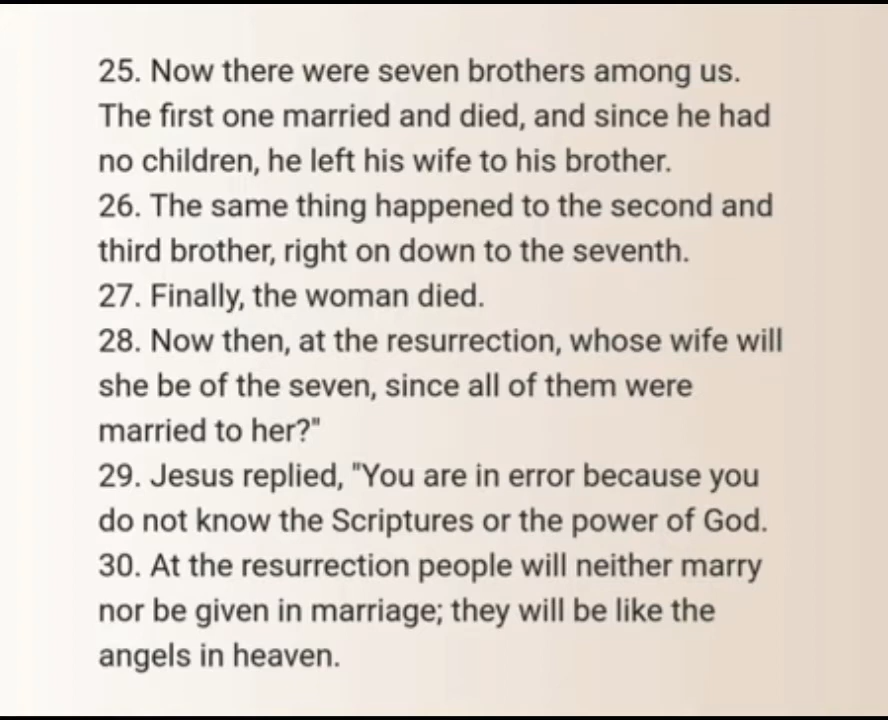 25. Now there were seven brothers among us.
The first one married and died, and since he had
no children, he left his wife to his brother.
26. The same thing happened to the second and
third brother, right on down to the seventh.
27. Finally, the woman died.
28. Now then, at the resurrection, whose wife will
she be of the seven, since all of them were
married to her?"
29. Jesus replied, "You are in error because you
do not know the Scriptures or the power of God.
30. At the resurrection people will neither marry
nor be given in marriage; they will be like the
angels in heaven.